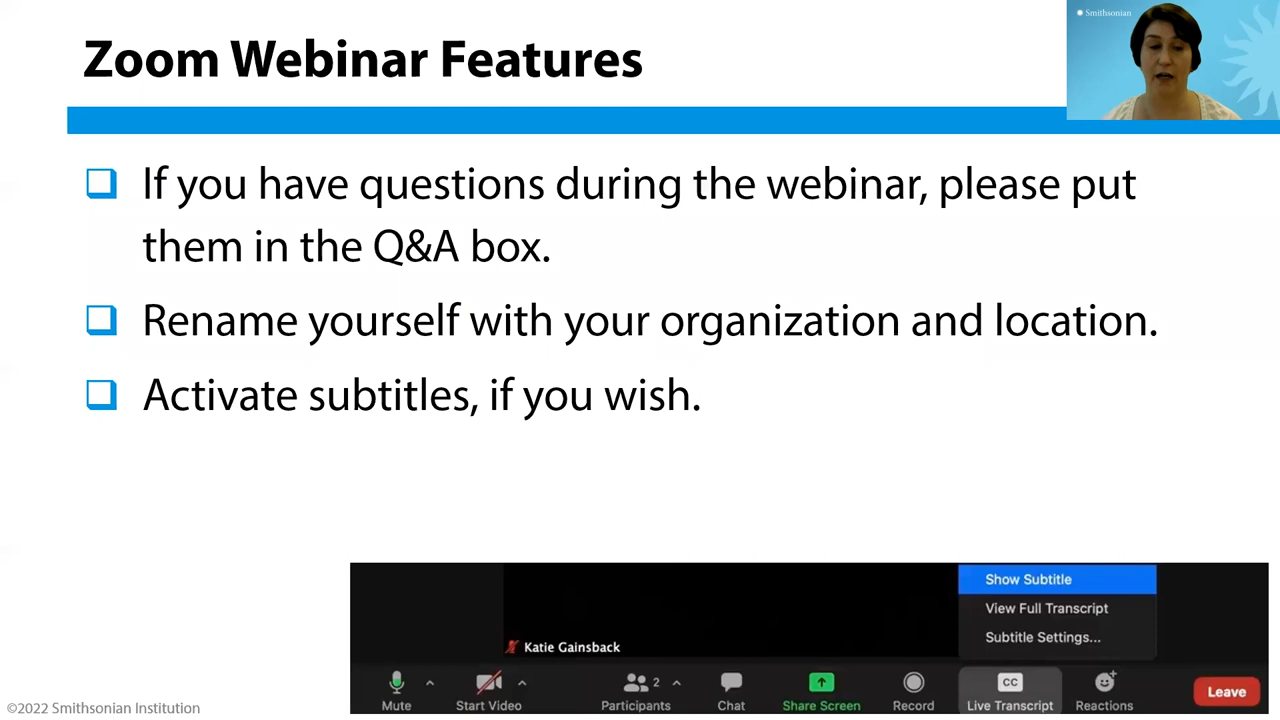 Zoom Webinar Features
Smithsonian
If you have questions during the webinar, please put
them in the Q&A box.
Rename yourself with your organization and location.
Activate subtitles, if you wish.
Show Subtitle
View Full Transcript
Subtitle Settings...
Katie Gainsback
2
CC
Mute
Start Video
Participants
Chat
Share Screen
Record
Live Transcript
Reactions
Leave
©2022 Smithsonian Institution